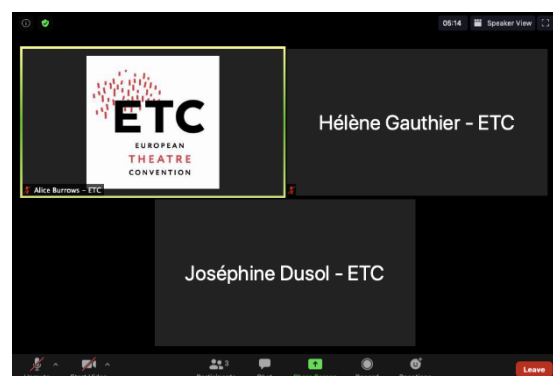 05:14 Speaker View
ETC
EUROPEAN
THEATRE
CONVENTION
Alice Burrows - ETC
Hélène Gauthier - ETC
Joséphine Dusol - ETC
3
Leave